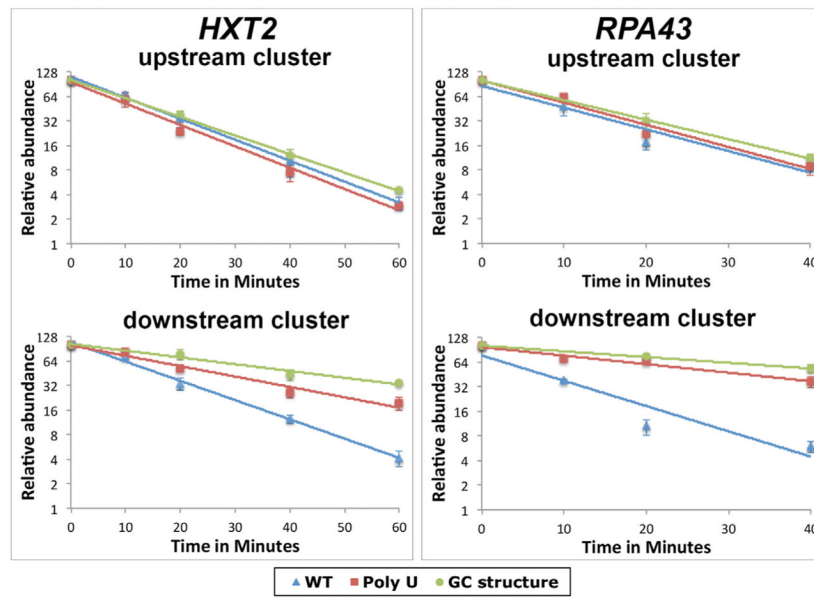 HXT2
upstream cluster
Relative abundance
128
64
32
16
8
4
2
1
0 10 20 30 40 50 60
Time in Minutes
downstream cluster
Relative abundance
128
64
32
16
8
4
2
1
0 10 20 30 40 50 60
Time in Minutes
RPA43
upstream cluster
Relative abundance
128
64
32
16
8
4
2
1
0 10 20 30 40
Time in Minutes
downstream cluster
Relative abundance
128
64
32
16
8
4
2
1
0 10 20 30 40
Time in Minutes
WT Poly U GC structure